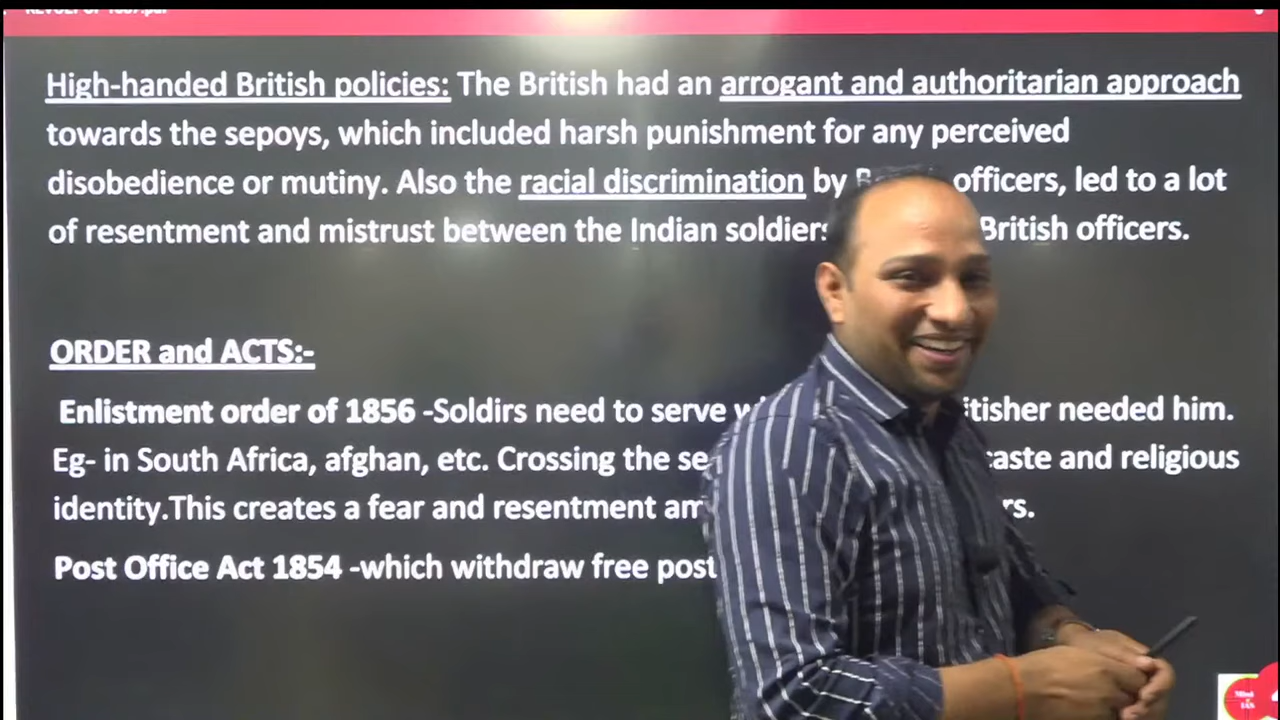 REVOLT OF 1857.pdf
High-handed British policies: The British had an arrogant and authoritarian approach
towards the sepoys, which included harsh punishment for any perceived
disobedience or mutiny. Also the racial discrimination by officers, led to a lot
of resentment and mistrust between the Indian soldiers British officers.
ORDER and ACTS:-
Enlistment order of 1856 -Soldirs need to serve needed him.
Eg- in South Africa, afghan, etc. Crossing the caste and religious
identity.This creates a fear and resentment
Post Office Act 1854 -which withdraw free